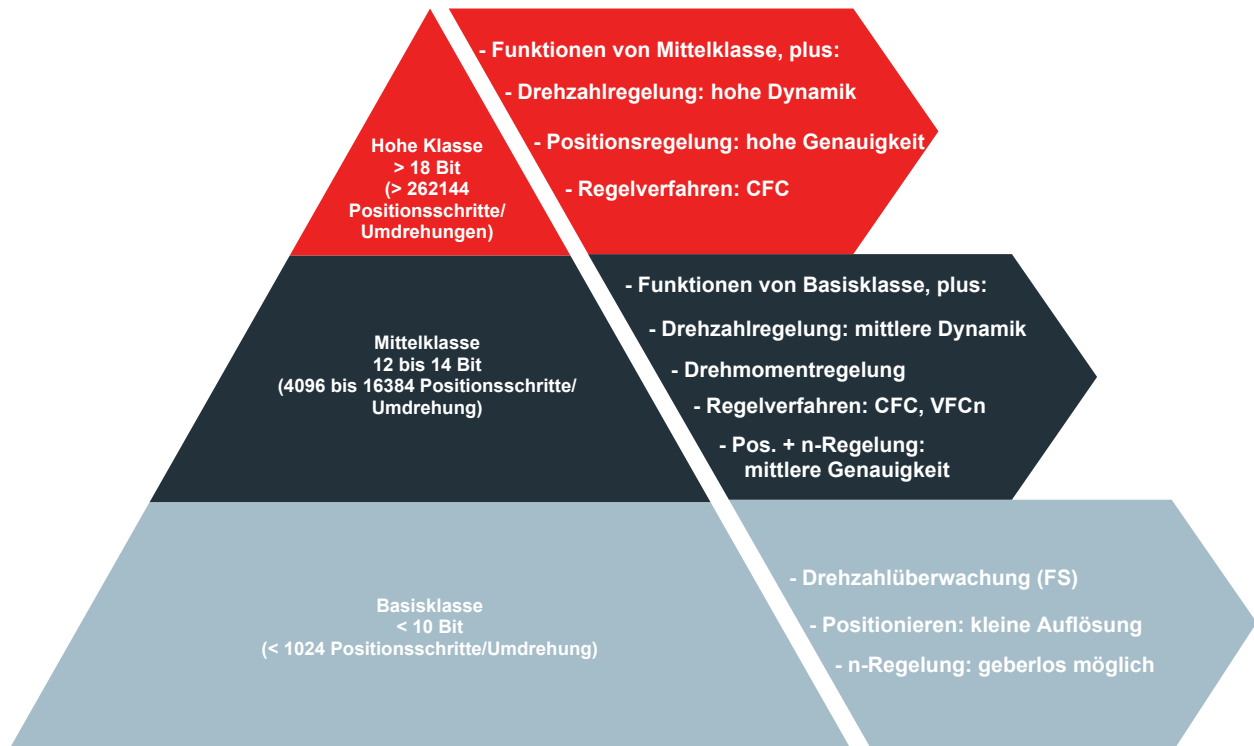 Hohe Klasse
> 18 Bit
(> 262144
Positionsschritte/
Umdrehungen)
- Funktionen von Mittelklasse, plus:
- Drehzahlregelung: hohe Dynamik
- Positionsregelung: hohe Genauigkeit
- Regelverfahren: CFC
Mittelklasse
12 bis 14 Bit
(4096 bis 16384 Positionsschritte/
Umdrehung)
- Funktionen von Basisklasse, plus:
- Drehzahlregelung: mittlere Dynamik
- Drehmomentregelung
- Regelverfahren: CFC, VFCn
- Pos. + n-Regelung:
mittlere Genauigkeit
Basisklasse
< 10 Bit
(< 1024 Positionsschritte/Umdrehung)
- Drehzahlüberwachung (FS)
- Positionieren: kleine Auflösung
- n-Regelung: geberlos möglich